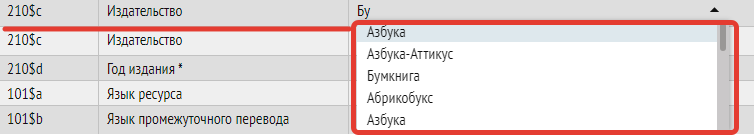 210$c Издательство Бу
210$c Издательство Азбука
Азбука-Аттикус
210$d Год издания * Бумкнига
101$a Язык ресурса Абрикобукс
101$b Язык промежуточного перевода Азбука